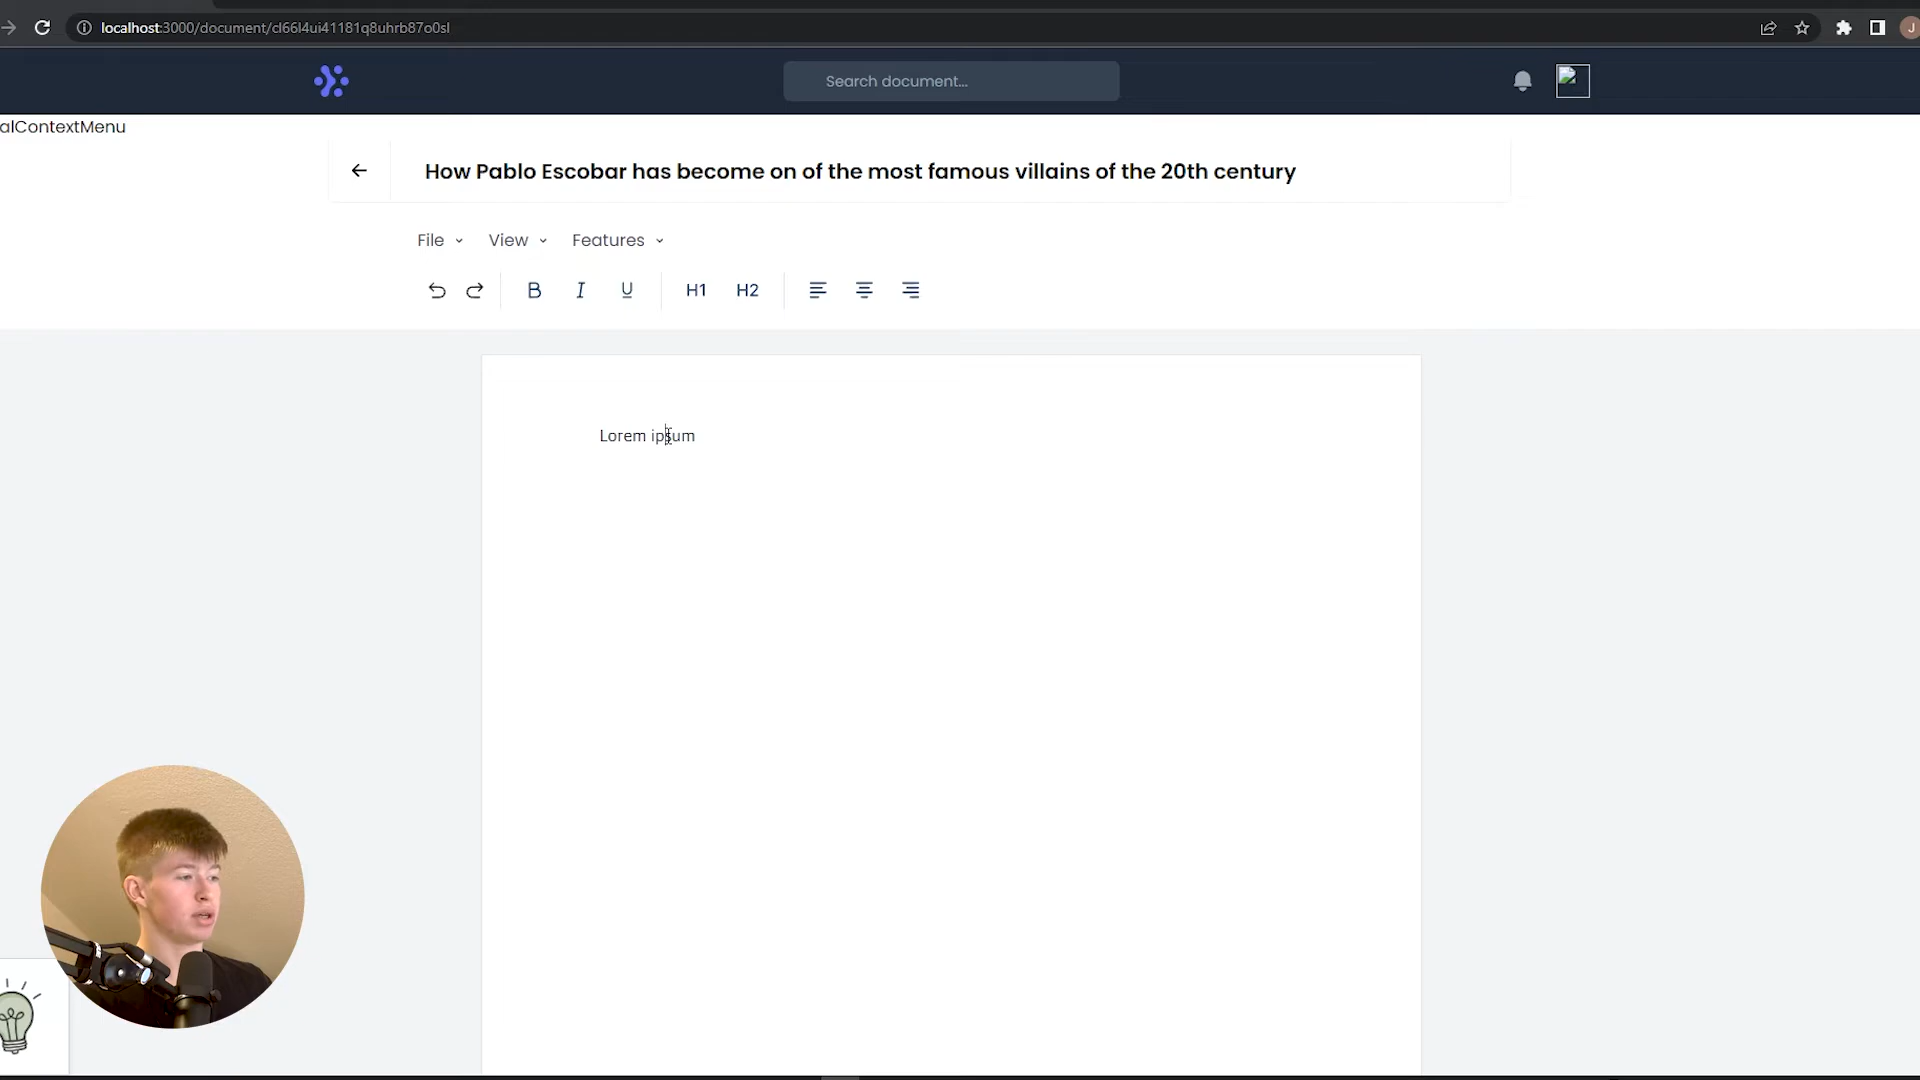 localhost:3000/document/cl66l4ui41181q8uhrb87o0sl
J
Search document...
alContextMenu
How Pablo Escobar has become on of the most famous villains of the 20th century
File View Features
B I U H1 H2
Lorem ipsum